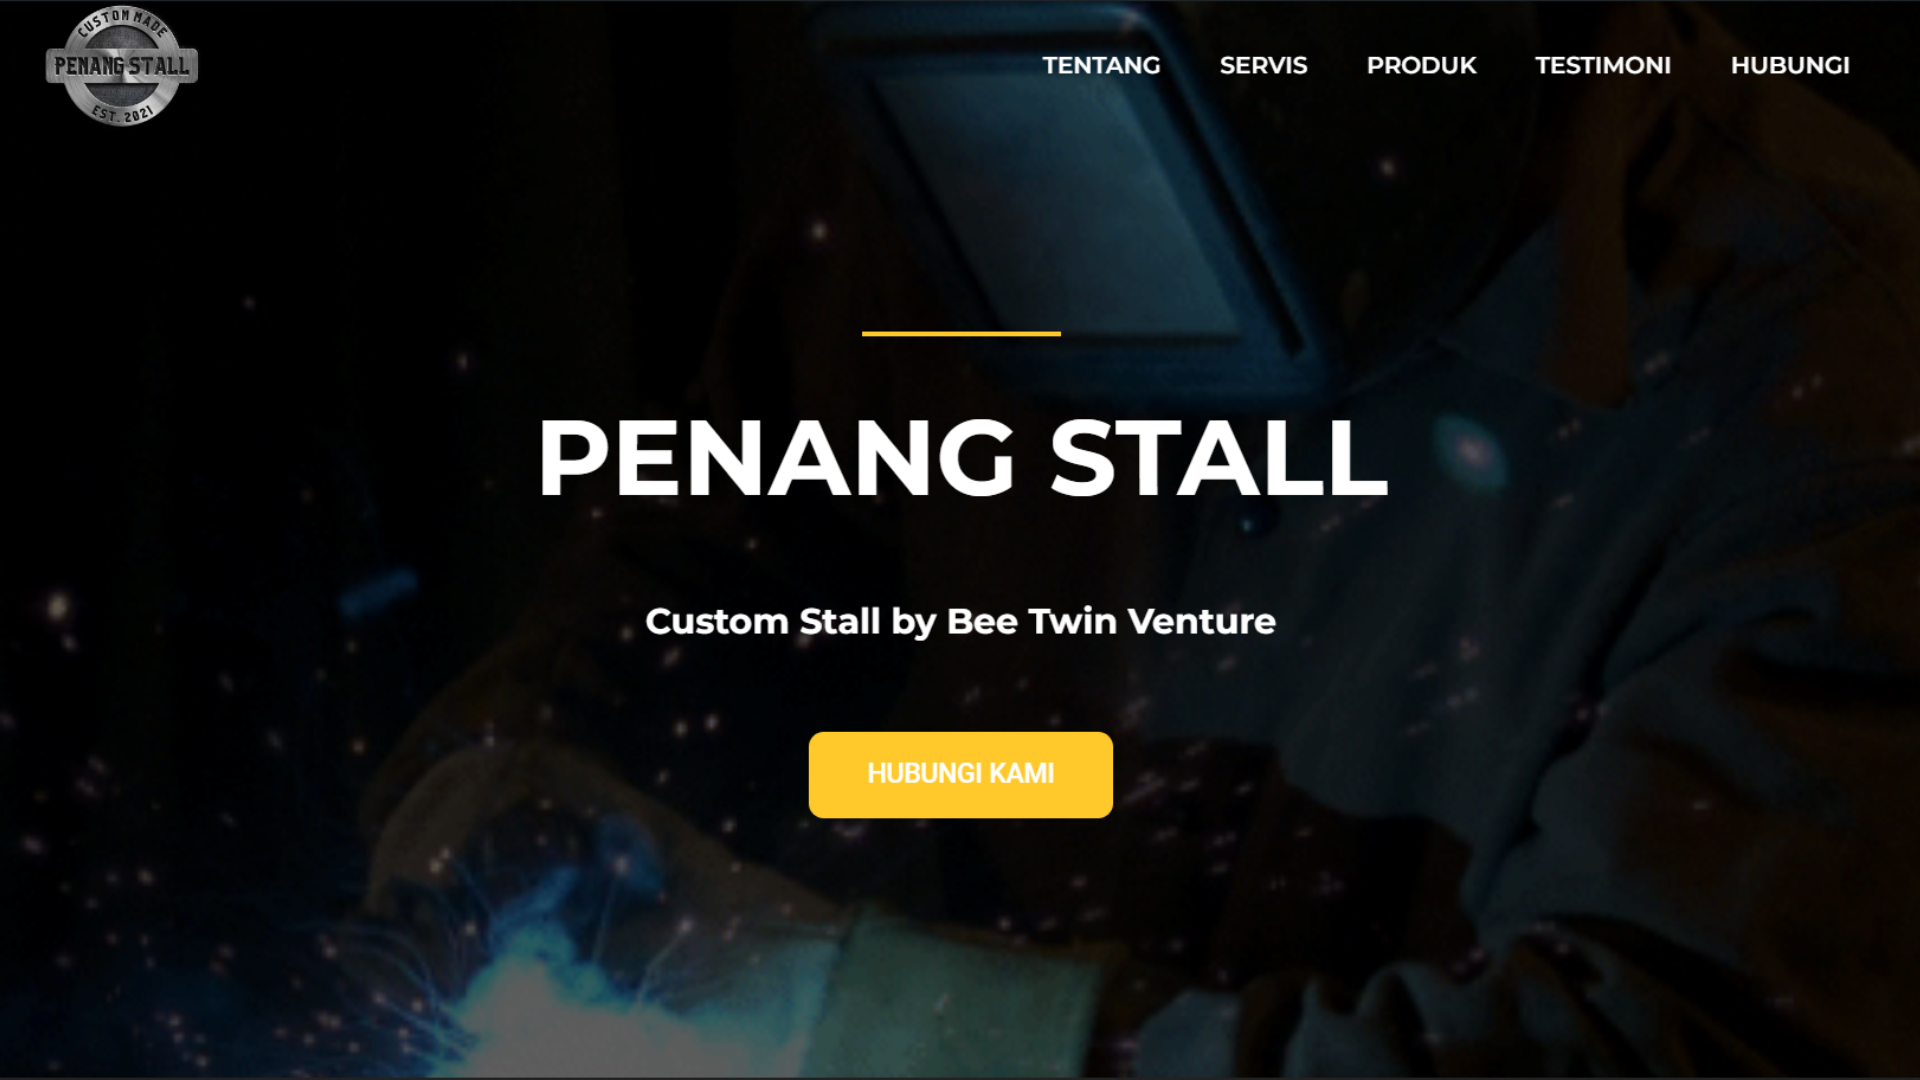 CUSTOM MADE
PENANG STALL
EST. 2021
TENTANG SERVIS PRODUK TESTIMONI HUBUNGI
PENANG STALL
Custom Stall by Bee Twin Venture
HUBUNGI KAMI